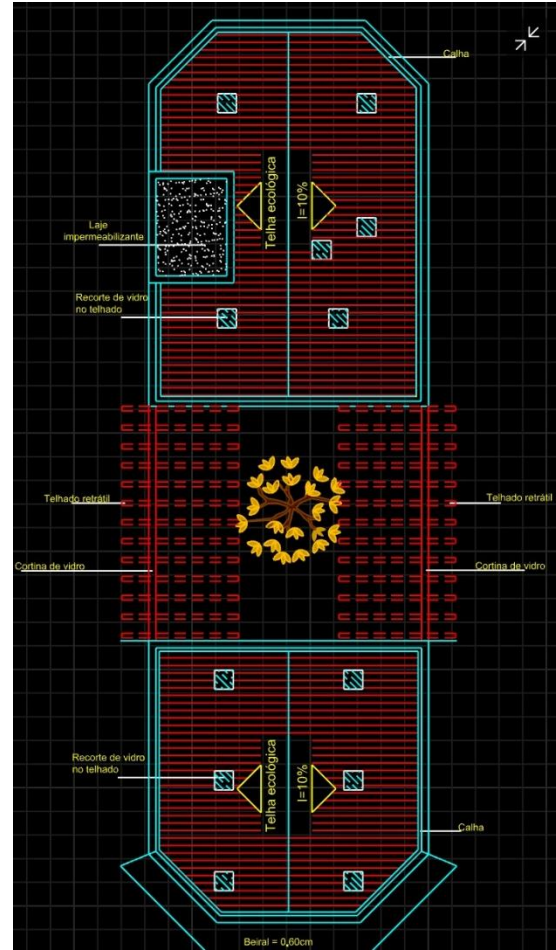 Calha
Telha ecológica
I=10%
Laje
impermeabilizante
Recorte de vidro
no telhado
Telhado retrátil
Telhado retrátil
Cortina de vidro
Cortina de vidro
Recorte de vidro
no telhado
Telha ecológica
I=10%
Calha
Beiral = 0,60cm